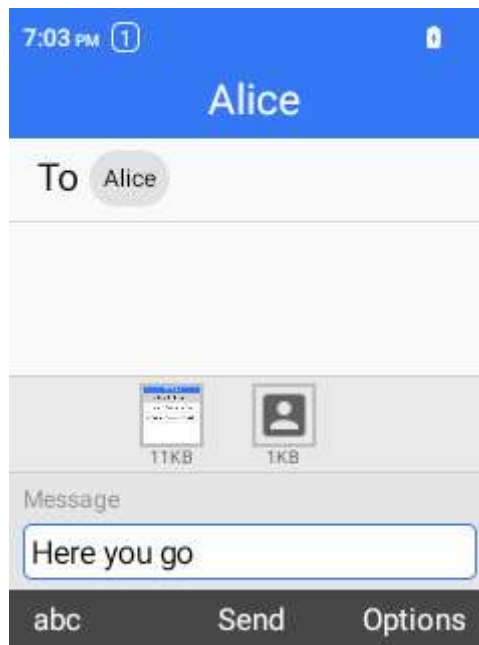 7:03 PM 1
Alice
To Alice
11KB 1KB
Message
Here you go
abc Send Options